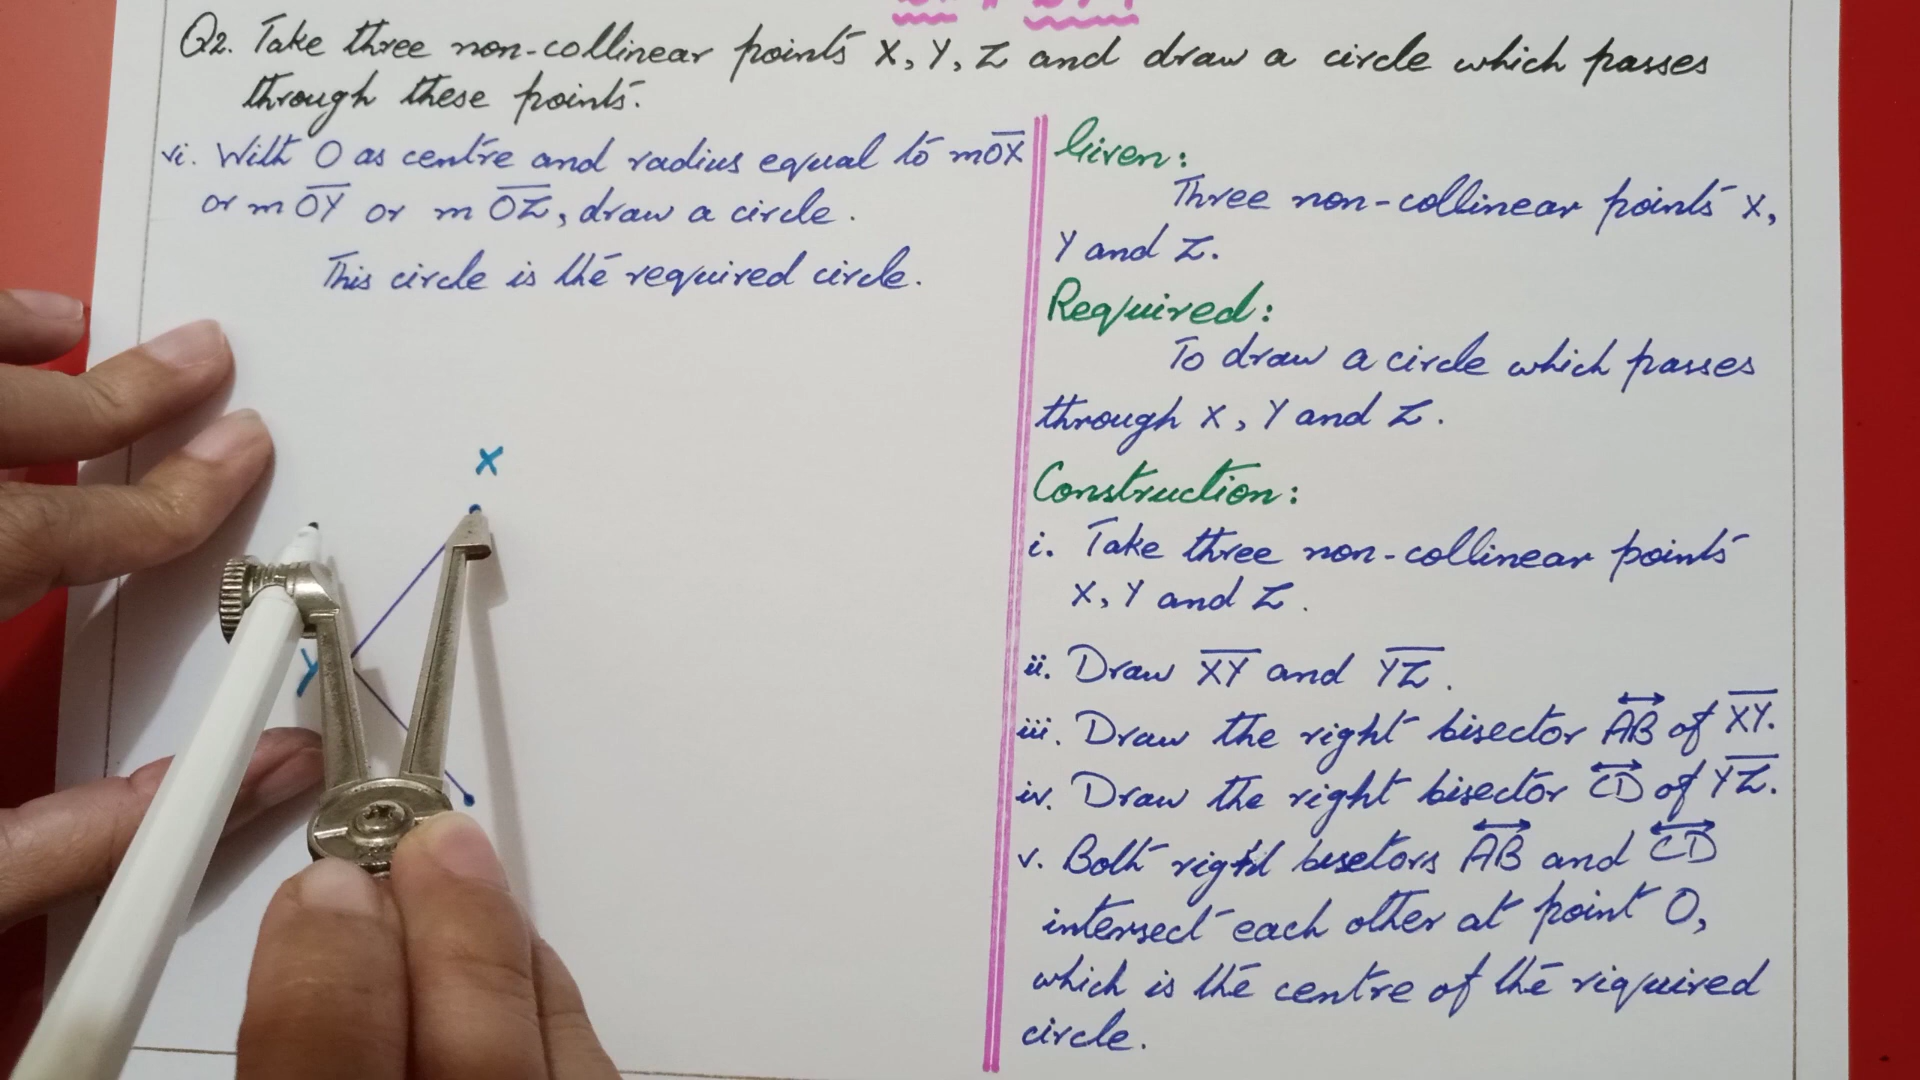 Q2. Take three non-collinear points X, Y, Z and draw a circle which passes
through these points.
vi. With O as centre and radius equal to mOX
or mOY or mOZ, draw a circle.
This circle is the required circle.
X
Y
Given:
Three non-collinear points X,
Y and Z.
Required:
To draw a circle which passes
through X, Y and Z.
Construction:
i. Take three non-collinear points
X, Y and Z.
ii. Draw XY and YZ.
iii. Draw the right bisector AB of XY.
iv. Draw the right bisector CD of YZ.
v. Both right bisetors AB and CD
intersect each other at point O,
which is the centre of the riquired
circle.